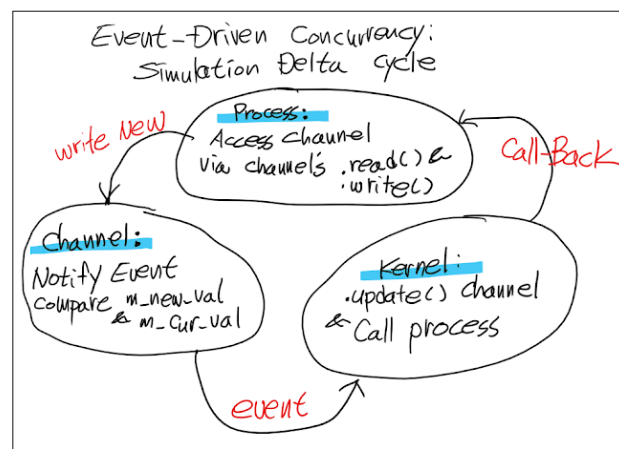 Event-Driven Concurrency:
Simulation Delta Cycle
Process:
Access Channel
via channel's .read() &
.write()
write New
Call-Back
Channel:
Notify Event
Compare m_new_val
& m_cur_val
Kernel:
.update() channel
& Call process
event